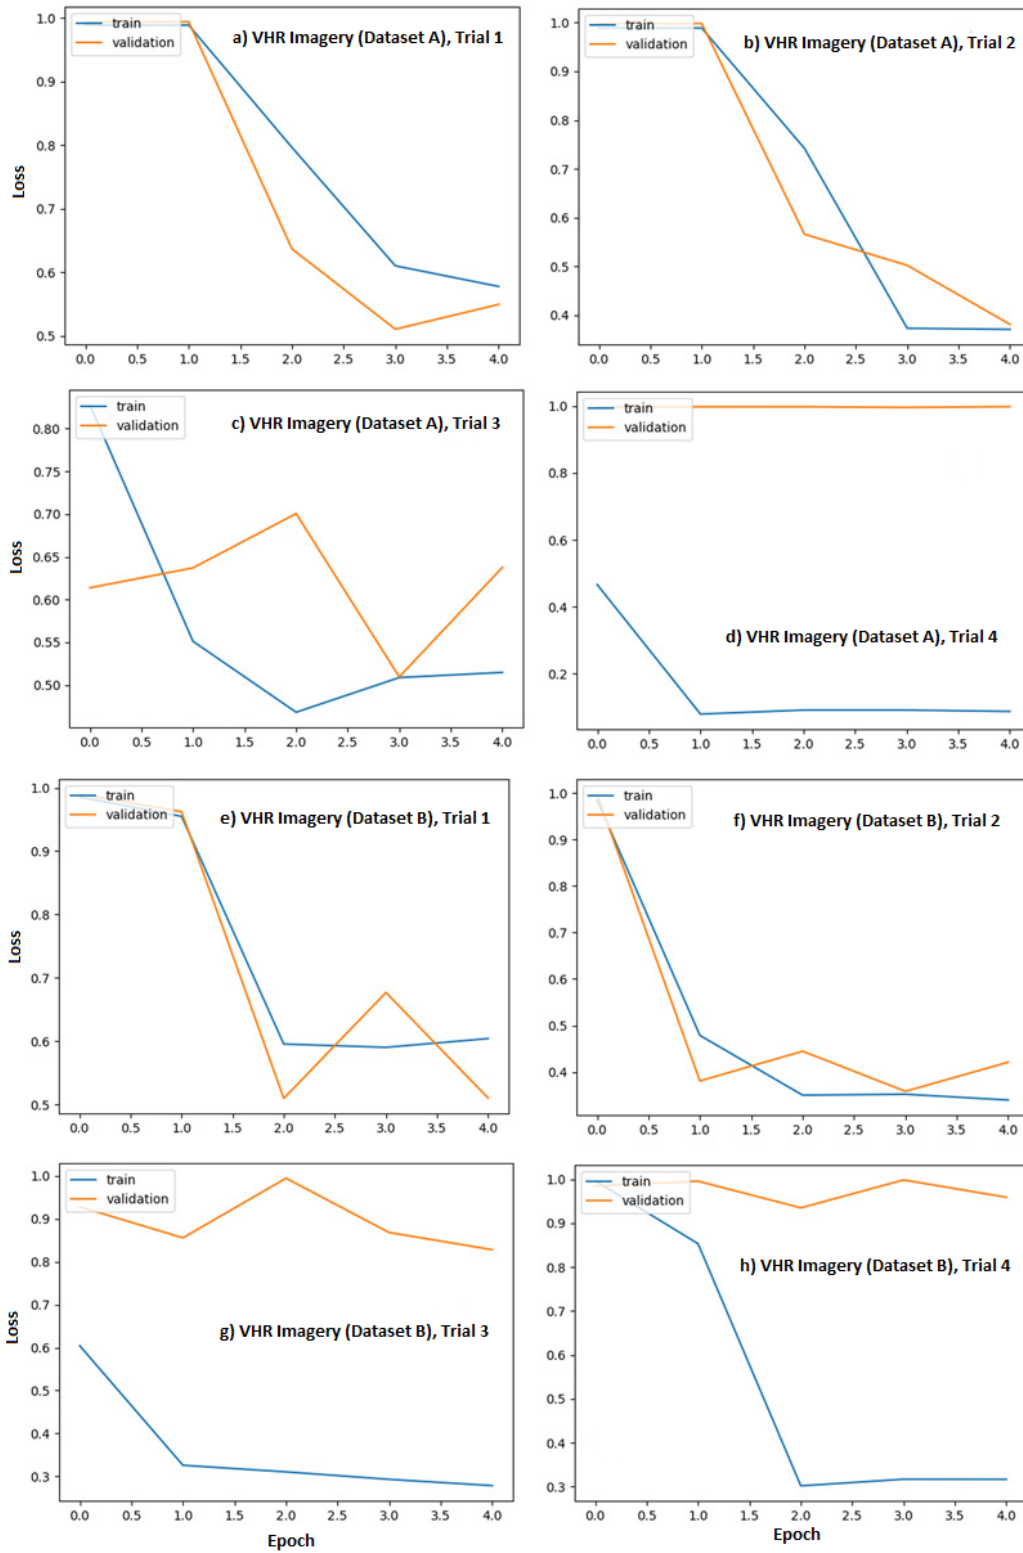 train
validation
a) VHR Imagery (Dataset A), Trial 1
Loss
1.0
0.9
0.8
0.7
0.6
0.5
0.0 0.5 1.0 1.5 2.0 2.5 3.0 3.5 4.0
train
validation
b) VHR Imagery (Dataset A), Trial 2
1.0
0.9
0.8
0.7
0.6
0.5
0.4
0.0 0.5 1.0 1.5 2.0 2.5 3.0 3.5 4.0
train
validation
c) VHR Imagery (Dataset A), Trial 3
Loss
0.80
0.75
0.70
0.65
0.60
0.55
0.50
0.0 0.5 1.0 1.5 2.0 2.5 3.0 3.5 4.0
train
validation
d) VHR Imagery (Dataset A), Trial 4
1.0
0.8
0.6
0.4
0.2
0.0 0.5 1.0 1.5 2.0 2.5 3.0 3.5 4.0
train
validation
e) VHR Imagery (Dataset B), Trial 1
Loss
1.0
0.9
0.8
0.7
0.6
0.5
0.0 0.5 1.0 1.5 2.0 2.5 3.0 3.5 4.0
train
validation
f) VHR Imagery (Dataset B), Trial 2
1.0
0.9
0.8
0.7
0.6
0.5
0.4
0.0 0.5 1.0 1.5 2.0 2.5 3.0 3.5 4.0
train
validation
g) VHR Imagery (Dataset B), Trial 3
Loss
1.0
0.9
0.8
0.7
0.6
0.5
0.4
0.3
0.0 0.5 1.0 1.5 2.0 2.5 3.0 3.5 4.0
Epoch
train
validation
h) VHR Imagery (Dataset B), Trial 4
1.0
0.9
0.8
0.7
0.6
0.5
0.4
0.3
0.0 0.5 1.0 1.5 2.0 2.5 3.0 3.5 4.0
Epoch